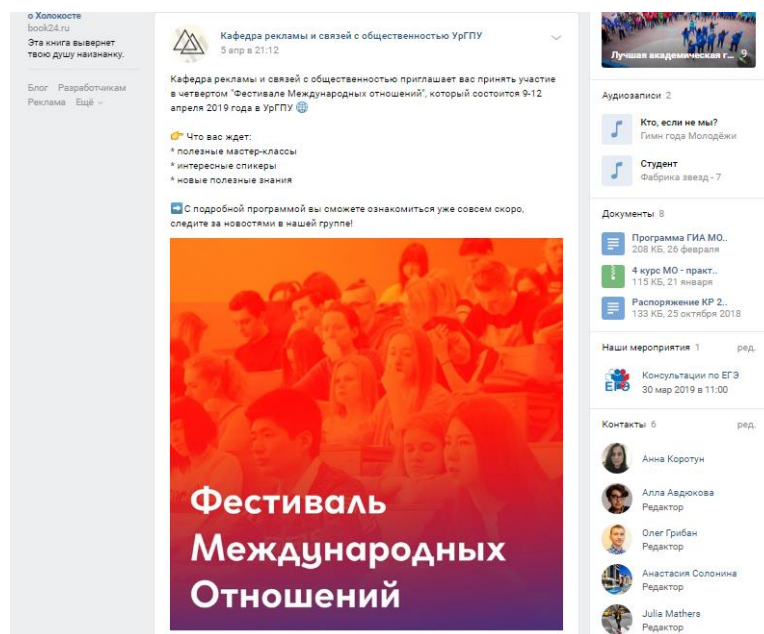 о Холокосте
book24.ru
Эта книга вывернет
твою душу наизнанку.
Блог Разработчикам
Реклама Ещё
Кафедра рекламы и связей с общественностью УрГПУ
5 апр в 21:12
Кафедра рекламы и связей с общественностью приглашает вас принять участие
в четвертом "Фестивале Международных отношений", который состоится 9-12
апреля 2019 года в УрГПУ
Что вас ждет:
* полезные мастер-классы
* интересные спикеры
* новые полезные знания
С подробной программой вы сможете ознакомиться уже совсем скоро,
следите за новостями в нашей группе!
Фестиваль
Международных
Отношений
Лучшая академическая г... 9
Аудиозаписи 2
Кто, если не мы?
Гимн года Молодёжи
Студент
Фабрика звезд - 7
Документы 8
Программа ГИА МО..
208 КБ, 26 февраля
4 курс МО - практ..
115 КБ, 21 января
Распоряжение КР 2..
133 КБ, 25 октября 2018
Наши мероприятия 1 ред.
ЕГЭ
Консультации по ЕГЭ
30 мар 2019 в 11:00
Контакты 6 ред.
Анна Коротун
Алла Авдюкова
Редактор
Олег Грибан
Редактор
Анастасия Солонина
Редактор
Julia Mathers
Редактор